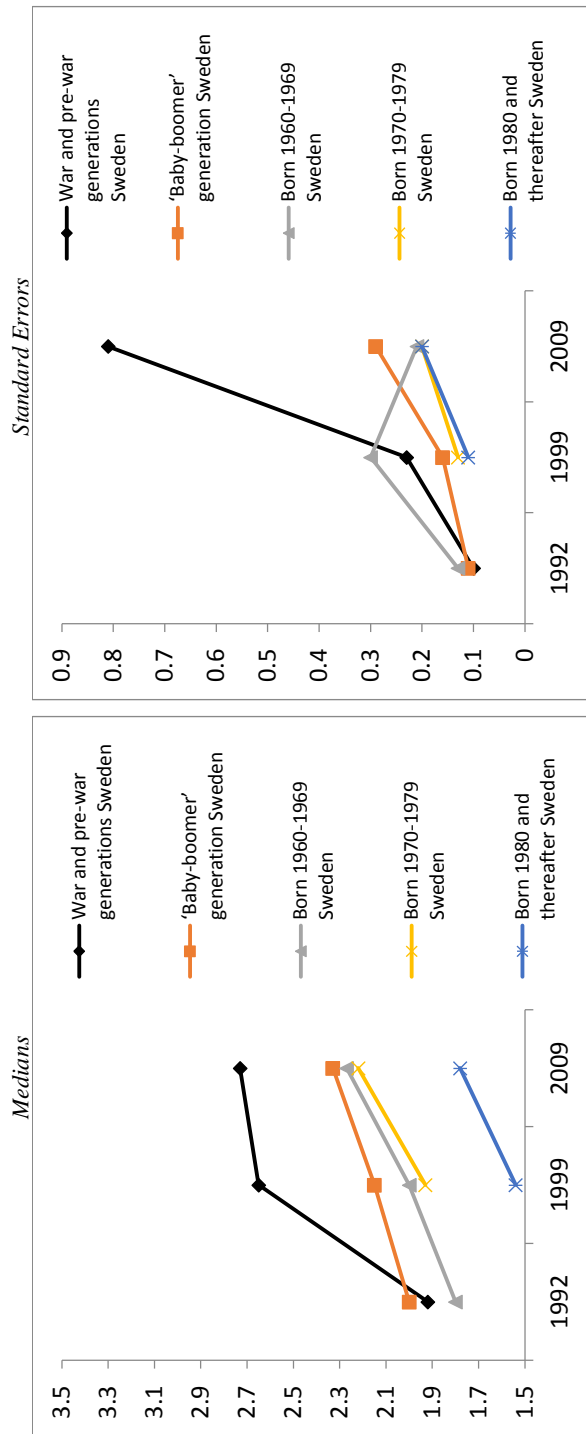 Medians
3.5
3.3
3.1
2.9
2.7
2.5
2.3
2.1
1.9
1.7
1.5
1992
1999
2009
War and pre-war
generations Sweden
'Baby-boomer'
generation Sweden
Born 1960-1969
Sweden
Born 1970-1979
Sweden
Born 1980 and
thereafter Sweden
Standard Errors
0.9
0.8
0.7
0.6
0.5
0.4
0.3
0.2
0.1
0
1992
1999
2009
War and pre-war
generations
Sweden
'Baby-boomer'
generation Sweden
Born 1960-1969
Sweden
Born 1970-1979
Sweden
Born 1980 and
thereafter Sweden